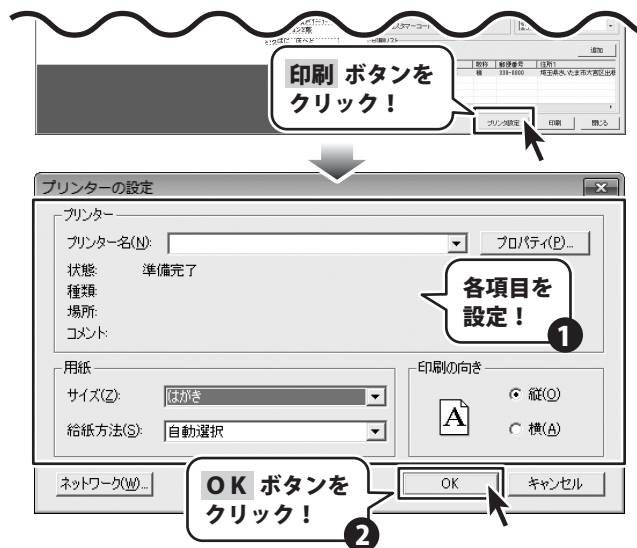 追加
敬称 郵便番号 住所1
様 330-0000 埼玉県さいたま市大宮区出根
印刷 ボタンを
クリック！
プリンタ設定 印刷 閉じる
プリンターの設定
プリンター
プリンター名(N): プロパティ(P)...
状態: 準備完了
種類:
場所:
コメント:
各項目を
設定！
1
用紙
サイズ(Z): はがき
給紙方法(S): 自動選択
印刷の向き
A
縦(O)
横(A)
ネットワーク(W)... OK キャンセル
OK ボタンを
クリック！
2